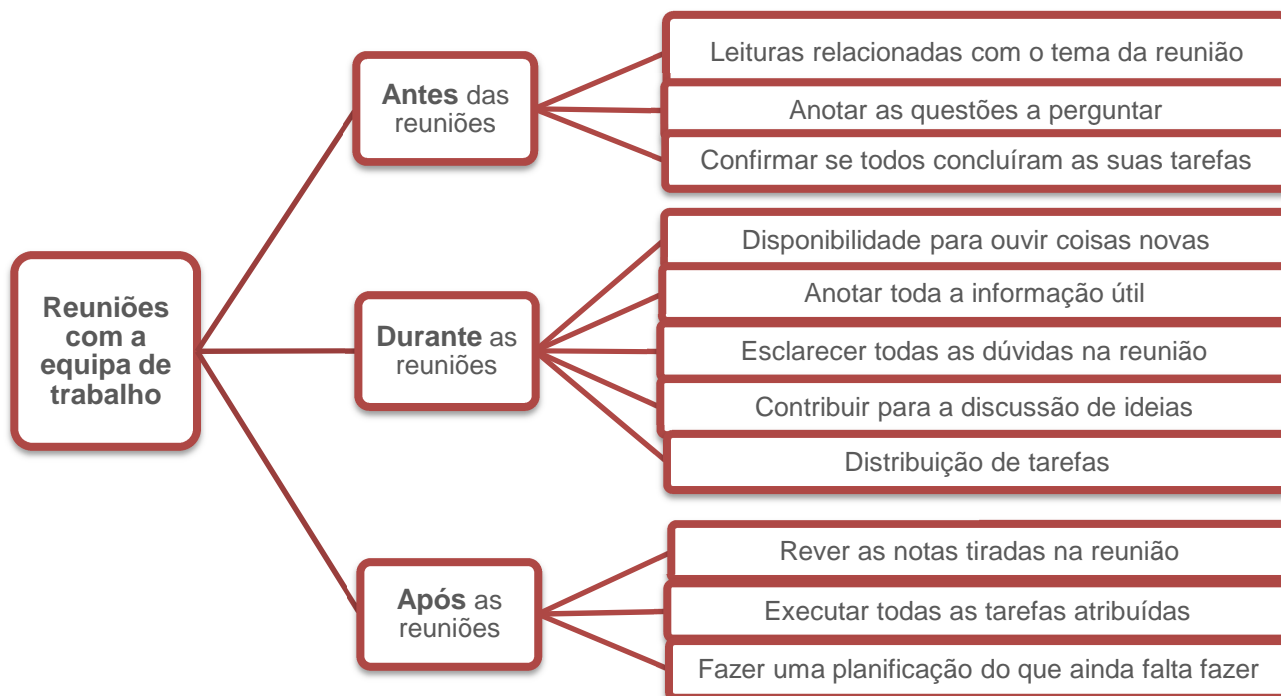 Reuniões
com a
equipa de
trabalho
Antes das
reuniões
Leituras relacionadas com o tema da reunião
Anotar as questões a perguntar
Confirmar se todos concluíram as suas tarefas
Durante as
reuniões
Disponibilidade para ouvir coisas novas
Anotar toda a informação útil
Esclarecer todas as dúvidas na reunião
Contribuir para a discussão de ideias
Distribuição de tarefas
Após as
reuniões
Rever as notas tiradas na reunião
Executar todas as tarefas atribuídas
Fazer uma planificação do que ainda falta fazer